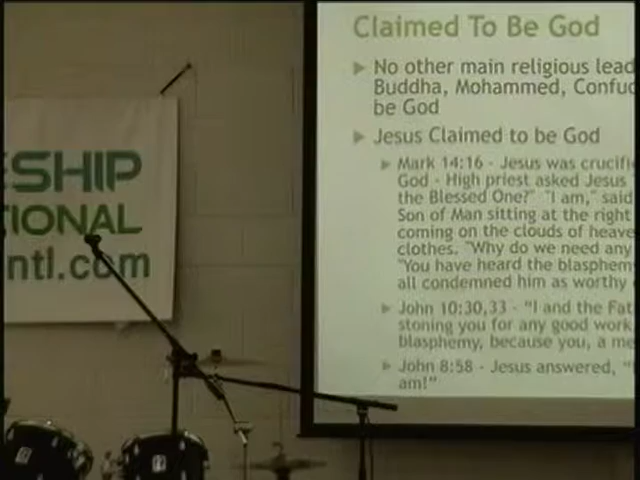 ESHIP
TIONAL
ntl.com
Claimed To Be God
No other main religious lead
Buddha, Mohammed, Confuc
be God
Jesus Claimed to be God
Mark 14:16 - Jesus was crucifi
God - High priest asked Jesus
the Blessed One?" "I am," said
Son of Man sitting at the right
coming on the clouds of heave
clothes. "Why do we need any
"You have heard the blasphem
all condemned him as worthy
John 10:30,33 - "I and the Fat
stoning you for any good work
blasphemy, because you, a me
John 8:58 - Jesus answered, "
am!"